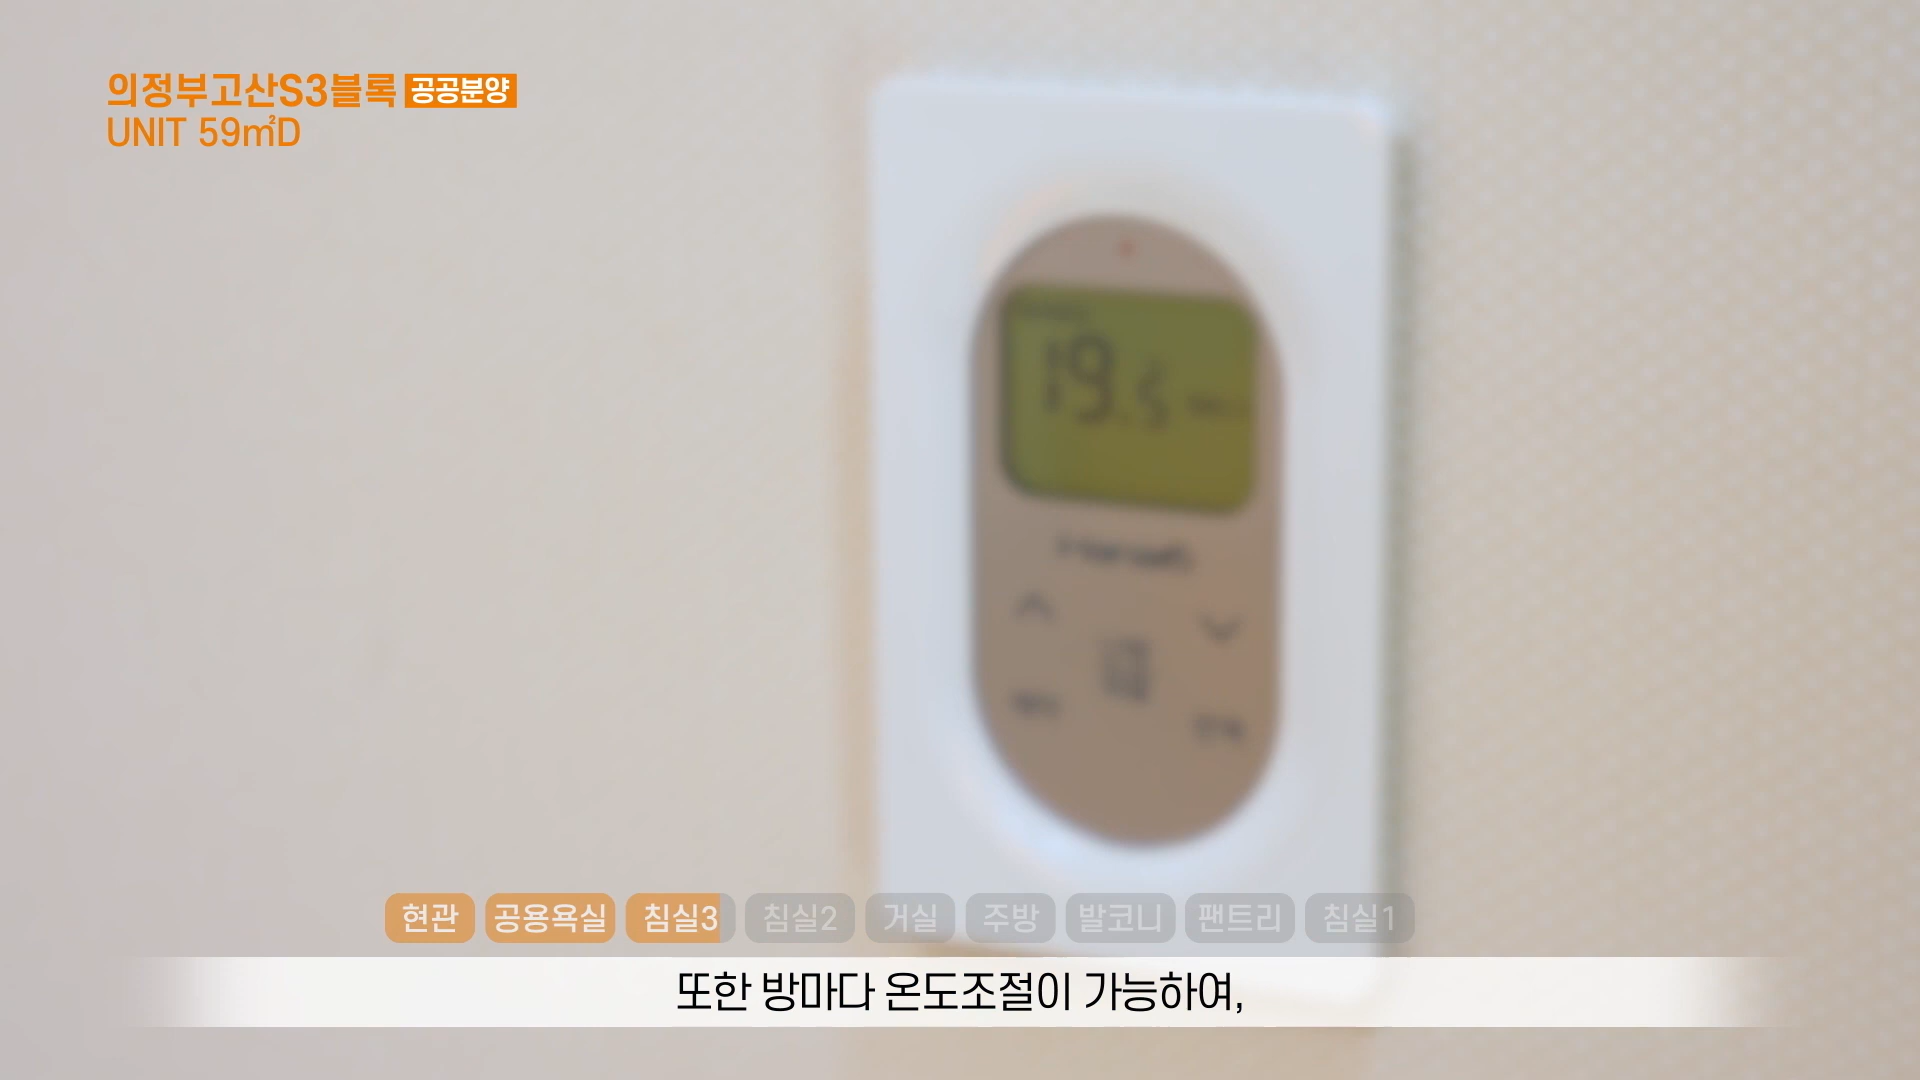 의정부고산S3블록 공공분양
UNIT 59㎡D
19.5
현관 공용욕실 침실3 침실2 거실 주방 발코니 팬트리 침실1
또한 방마다 온도조절이 가능하여,